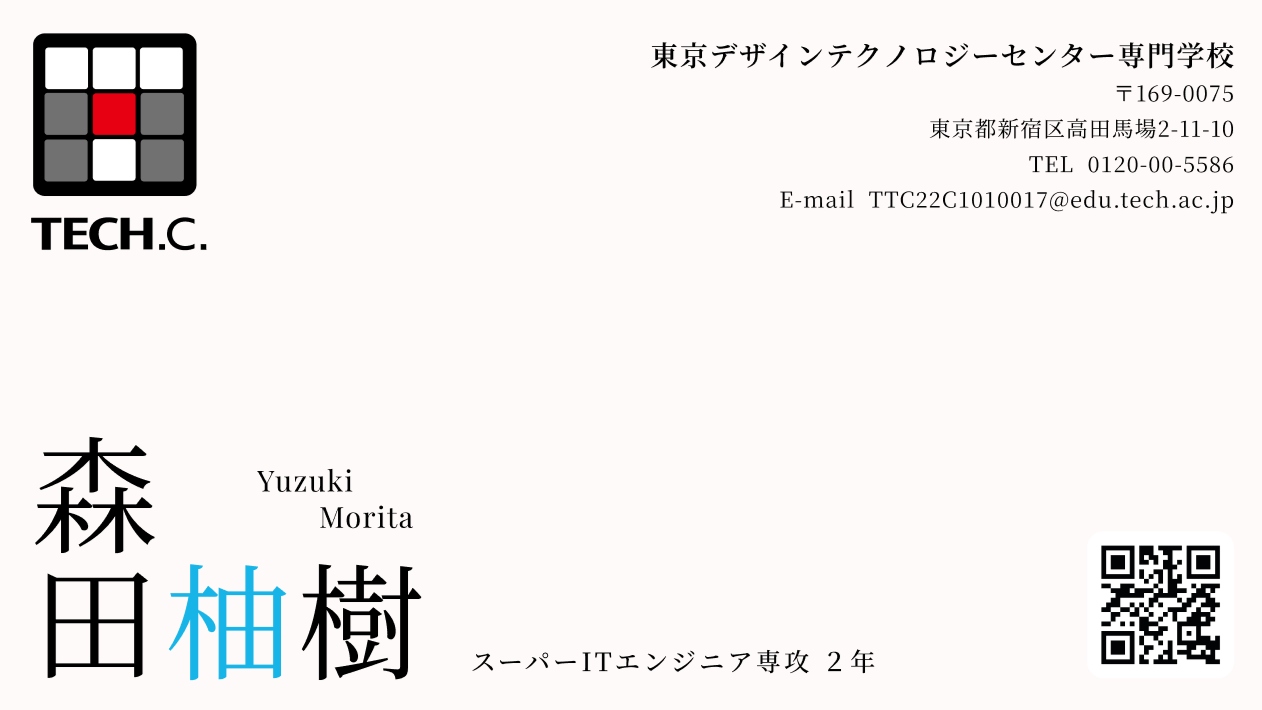 TECH.C.
東京デザインテクノロジーセンター専門学校
〒169-0075
東京都新宿区高田馬場2-11-10
TEL 0120-00-5586
E-mail TTC22C1010017@edu.tech.ac.jp
Yuzuki
Morita
森田柚樹
スーパーITエンジニア専攻 2年